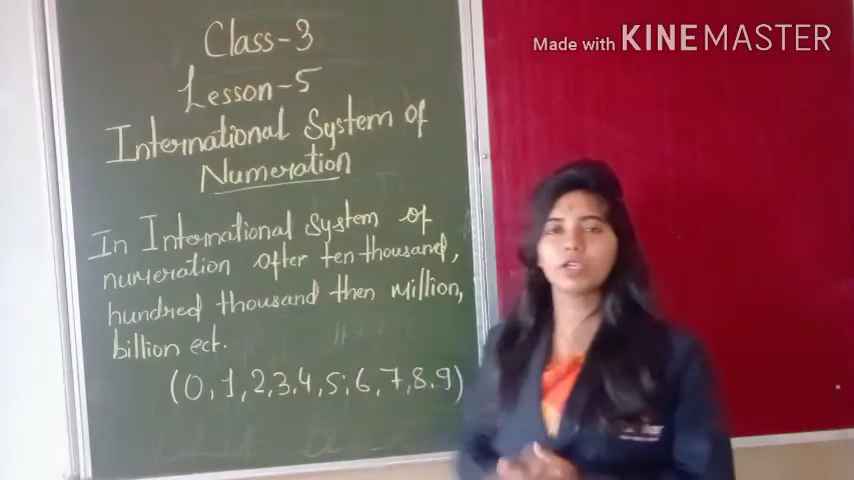 Class-3
Lesson-5
International System of
Numeration
In International System of
numeration after ten thousand,
hundred thousand then Million,
billion ect.
(0,1,2,3,4,5,6,7,8,9)
Made with KINEMASTER